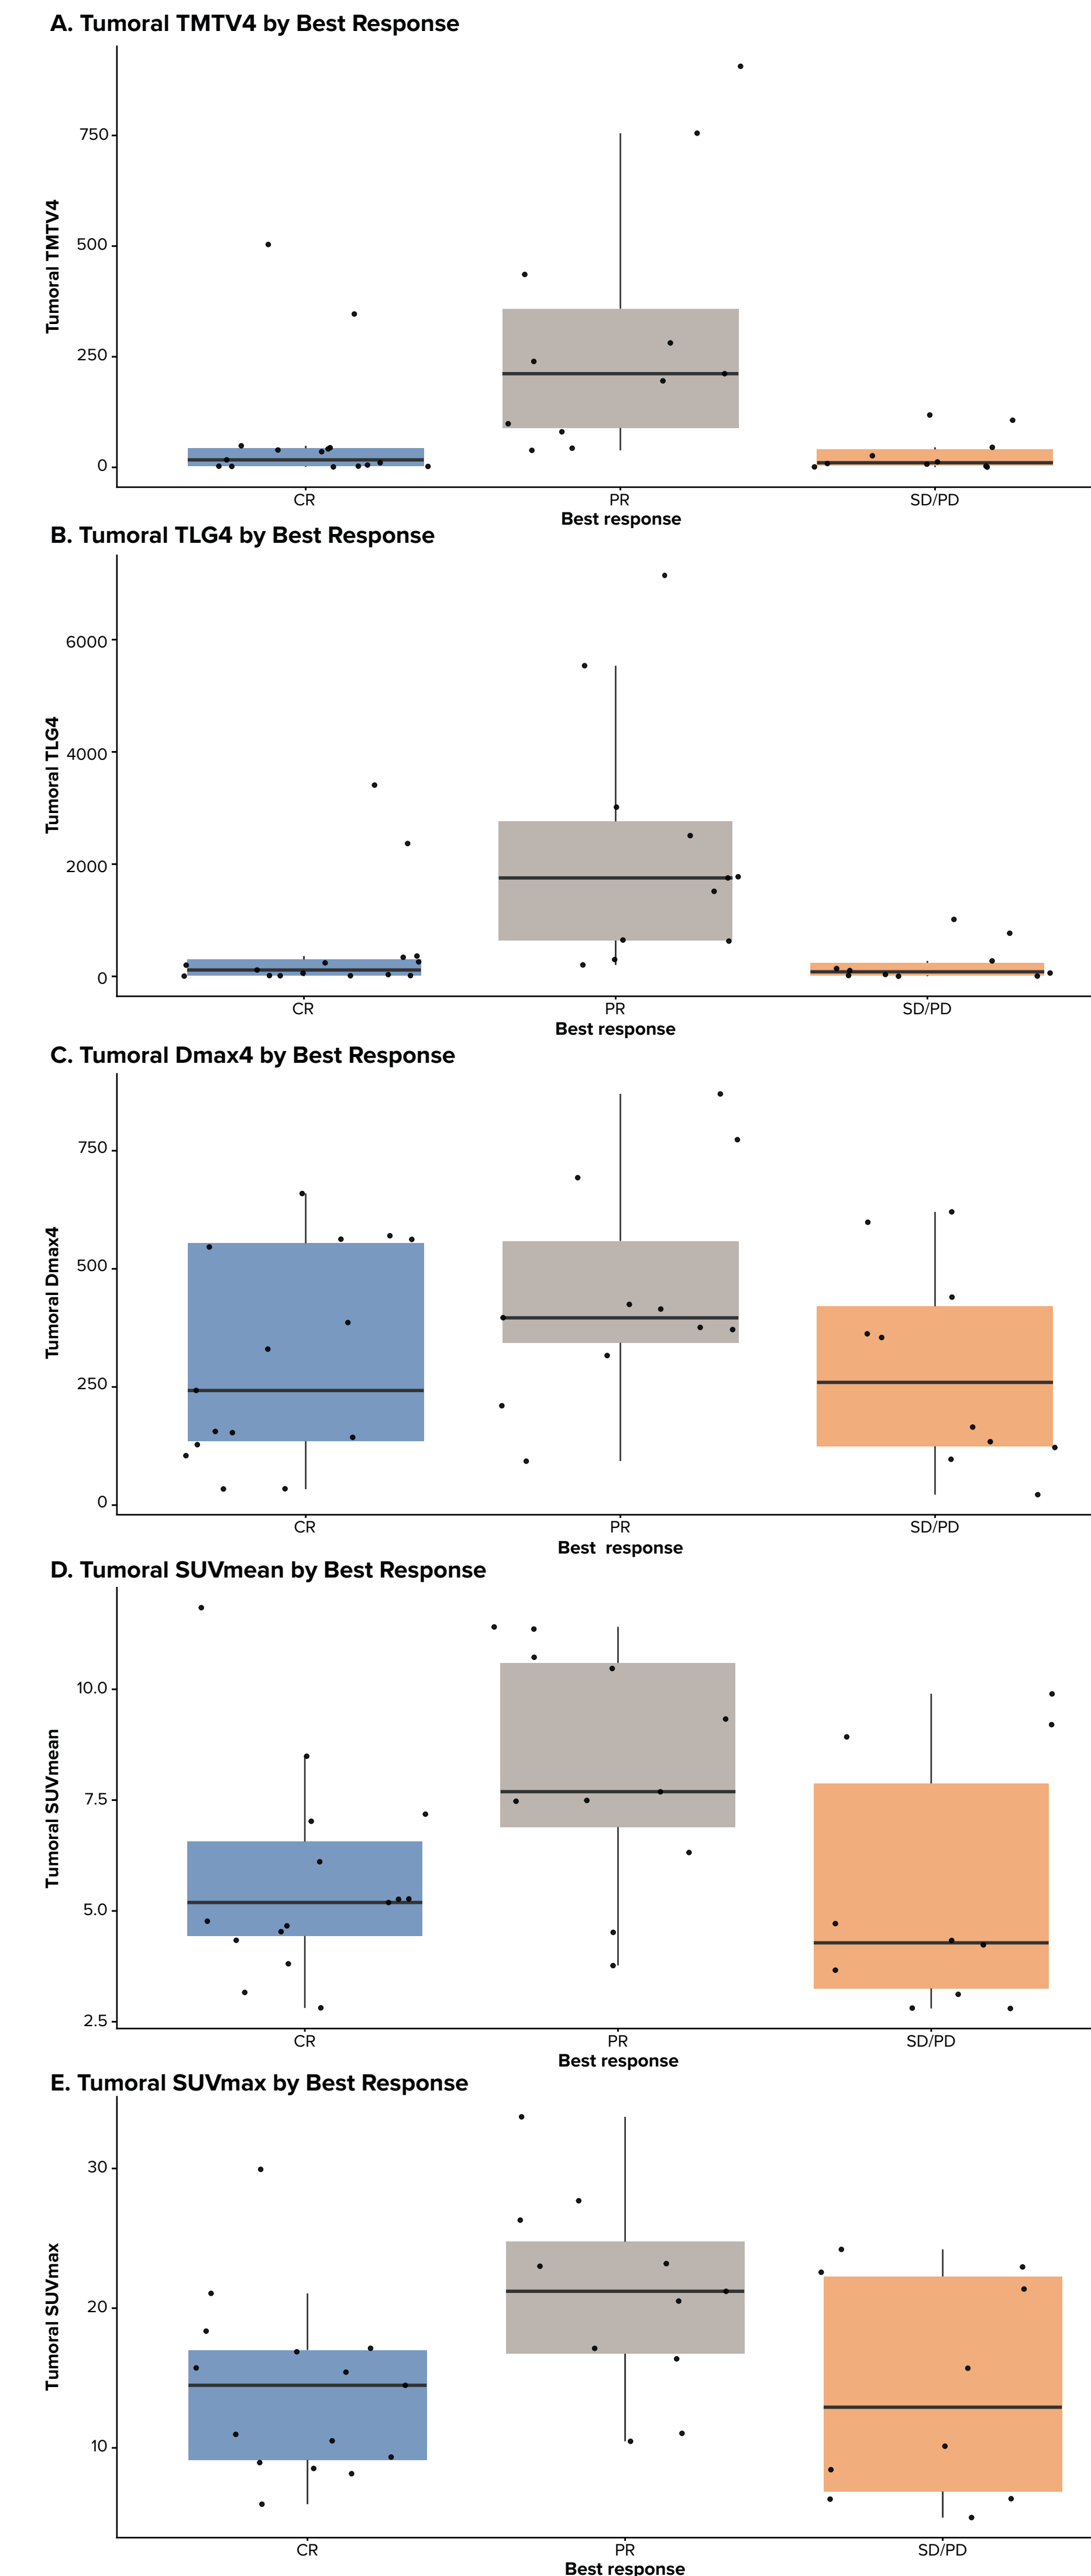 A. Tumoral TMTV4 by Best Response
Tumoral TMTV4
750
500
250
0
CR
PR
SD/PD
Best response
B. Tumoral TLG4 by Best Response
Tumoral TLG4
6000
4000
2000
0
CR
PR
SD/PD
Best response
C. Tumoral Dmax4 by Best Response
Tumoral Dmax4
750
500
250
0
CR
PR
SD/PD
Best response
D. Tumoral SUVmean by Best Response
Tumoral SUVmean
10.0
7.5
5.0
2.5
CR
PR
SD/PD
Best response
E. Tumoral SUVmax by Best Response
Tumoral SUVmax
30
20
10
CR
PR
SD/PD
Best response